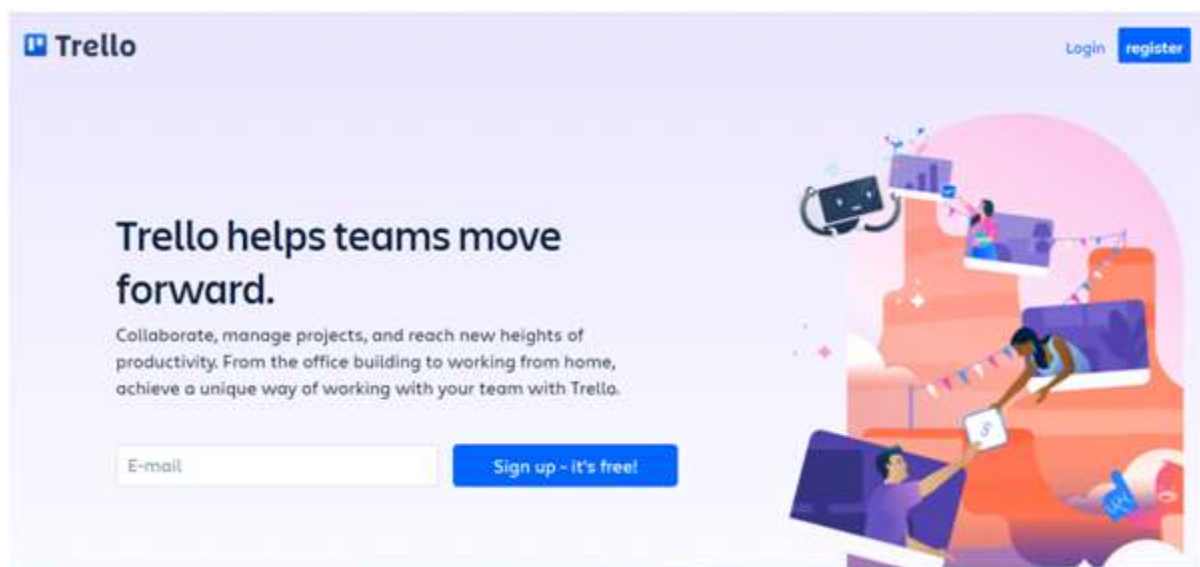 Trello
Login register
Trello helps teams move
forward.
Collaborate, manage projects, and reach new heights of
productivity. From the office building to working from home,
achieve a unique way of working with your team with Trello.
E-mail
Sign up - it's free!